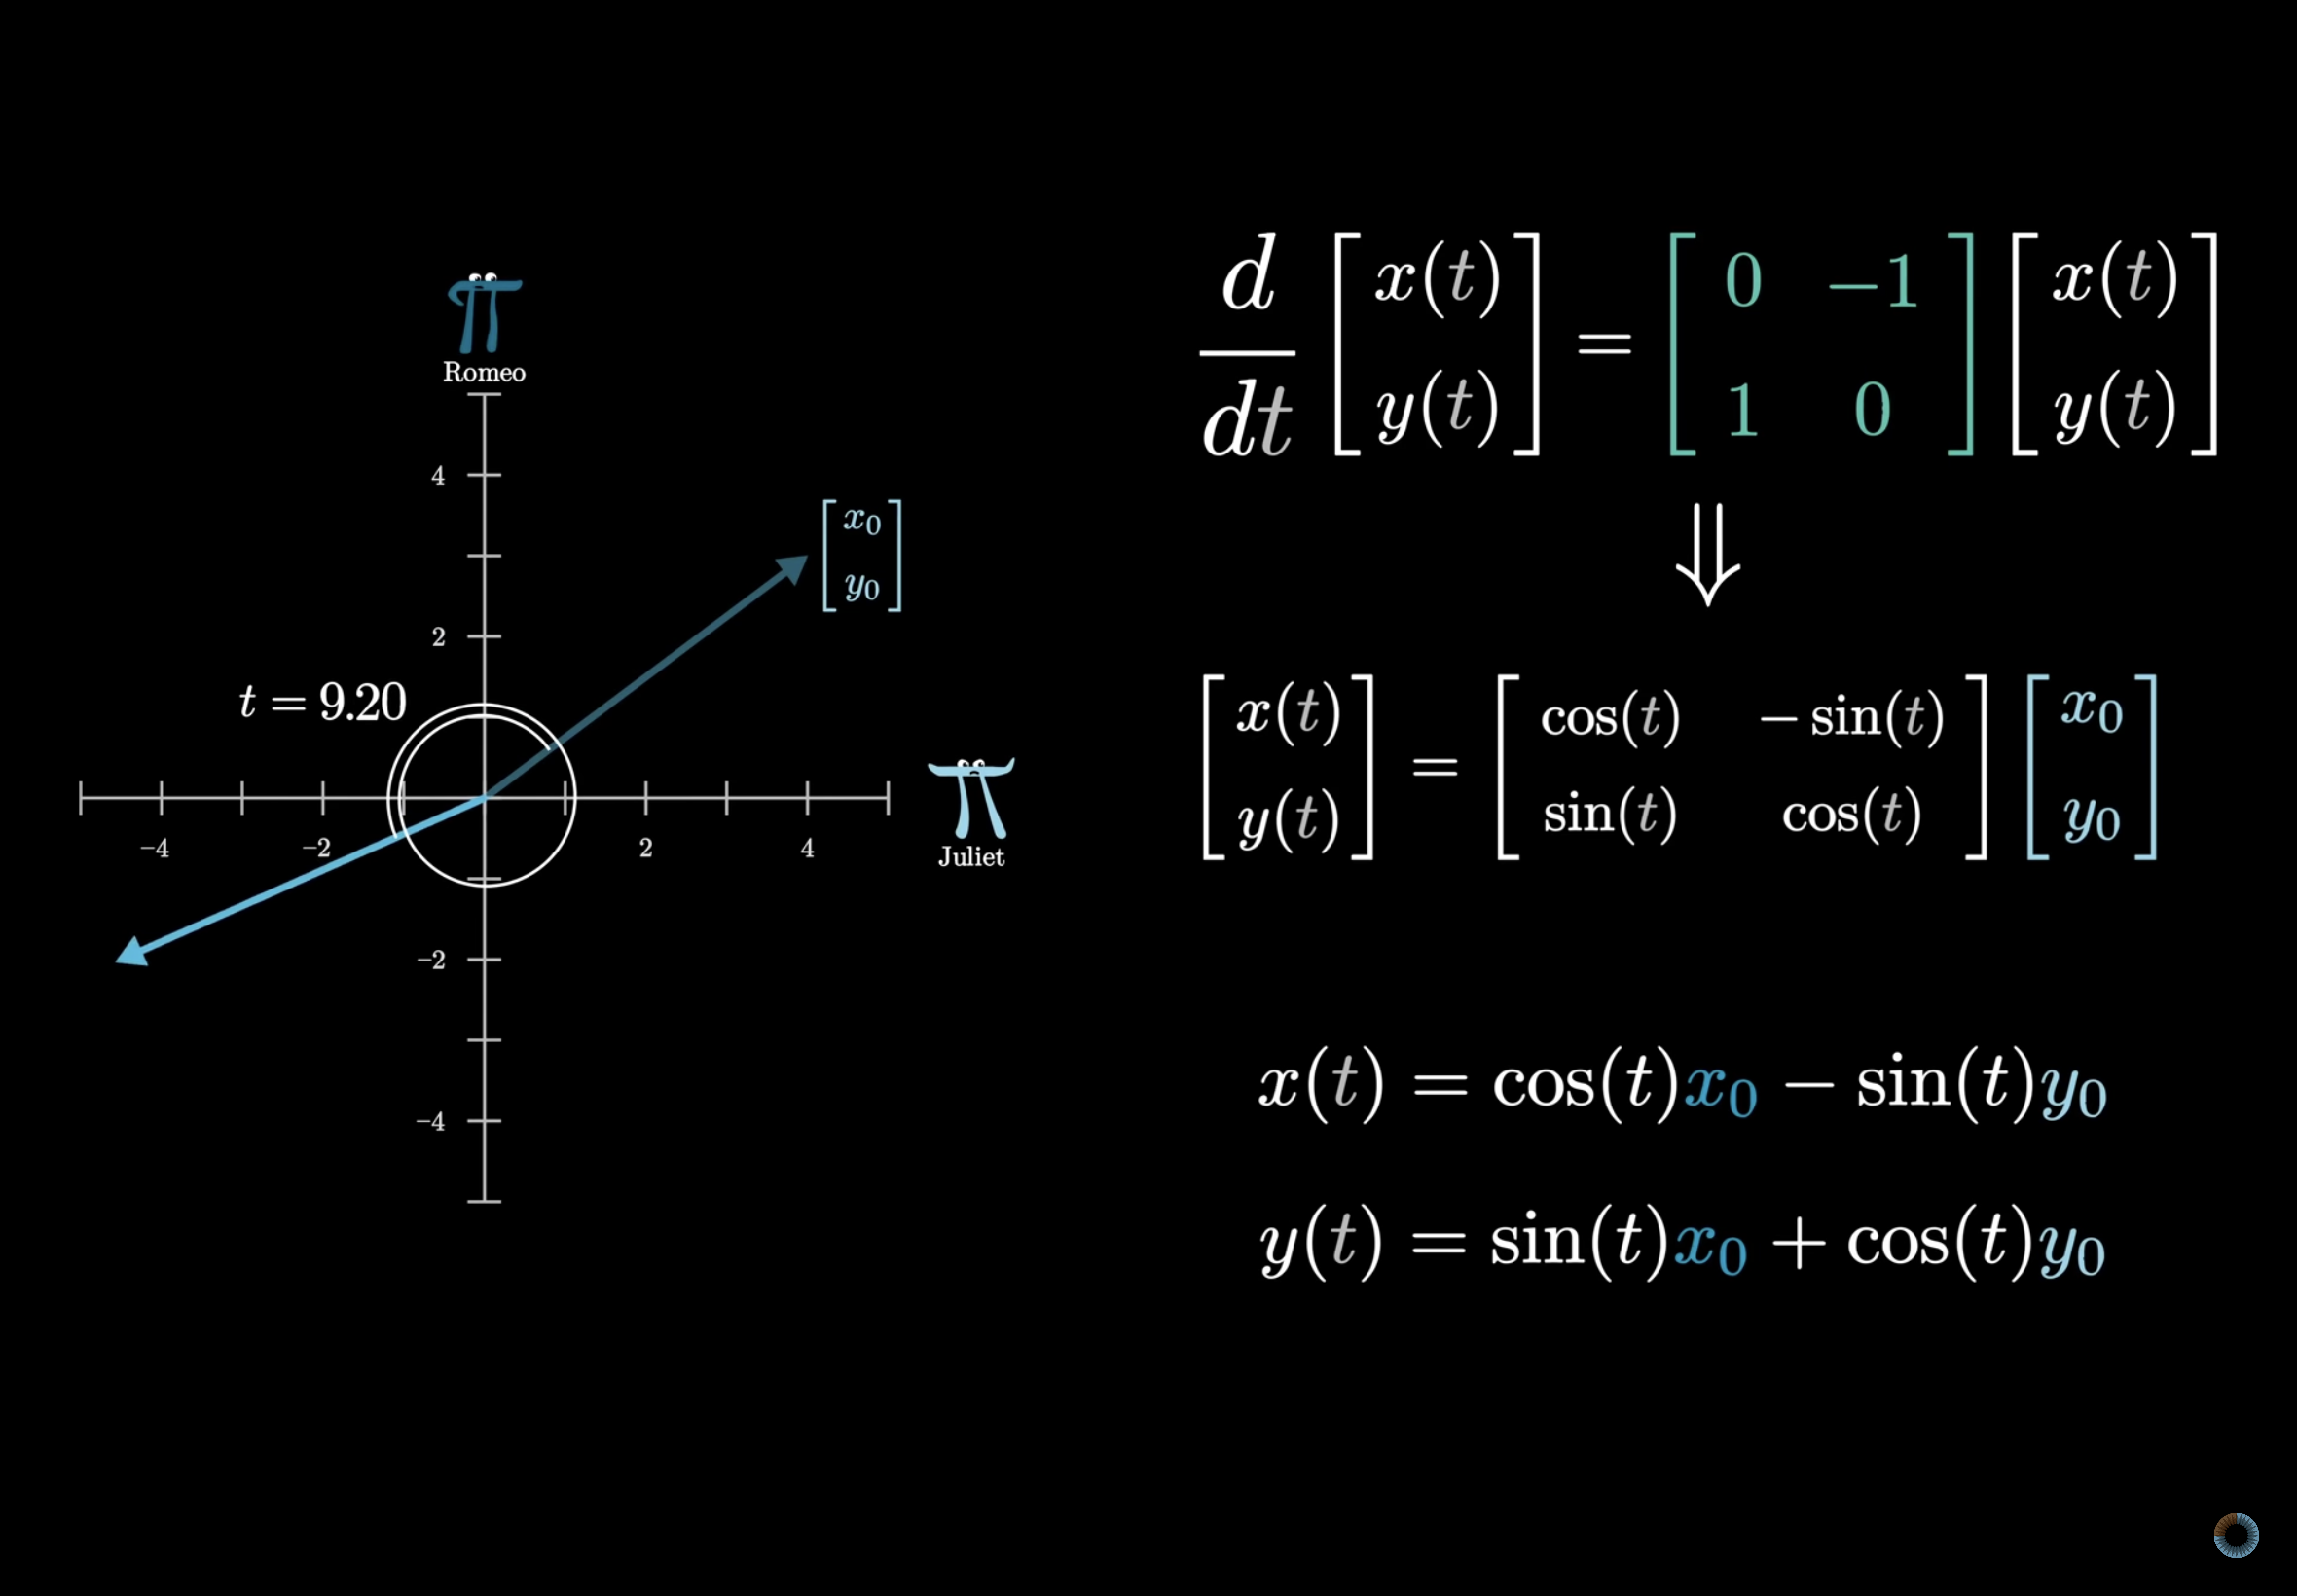 Romeo
4
2
t = 9.20
−4 −2 2 4
Juliet
−2
−4
[x₀ y₀]
d/dt [x(t) y(t)] = [0 −1 1 0] [x(t) y(t)]
⇓
[x(t) y(t)] = [cos(t) −sin(t) sin(t) cos(t)] [x₀ y₀]
x(t) = cos(t)x₀ − sin(t)y₀
y(t) = sin(t)x₀ + cos(t)y₀